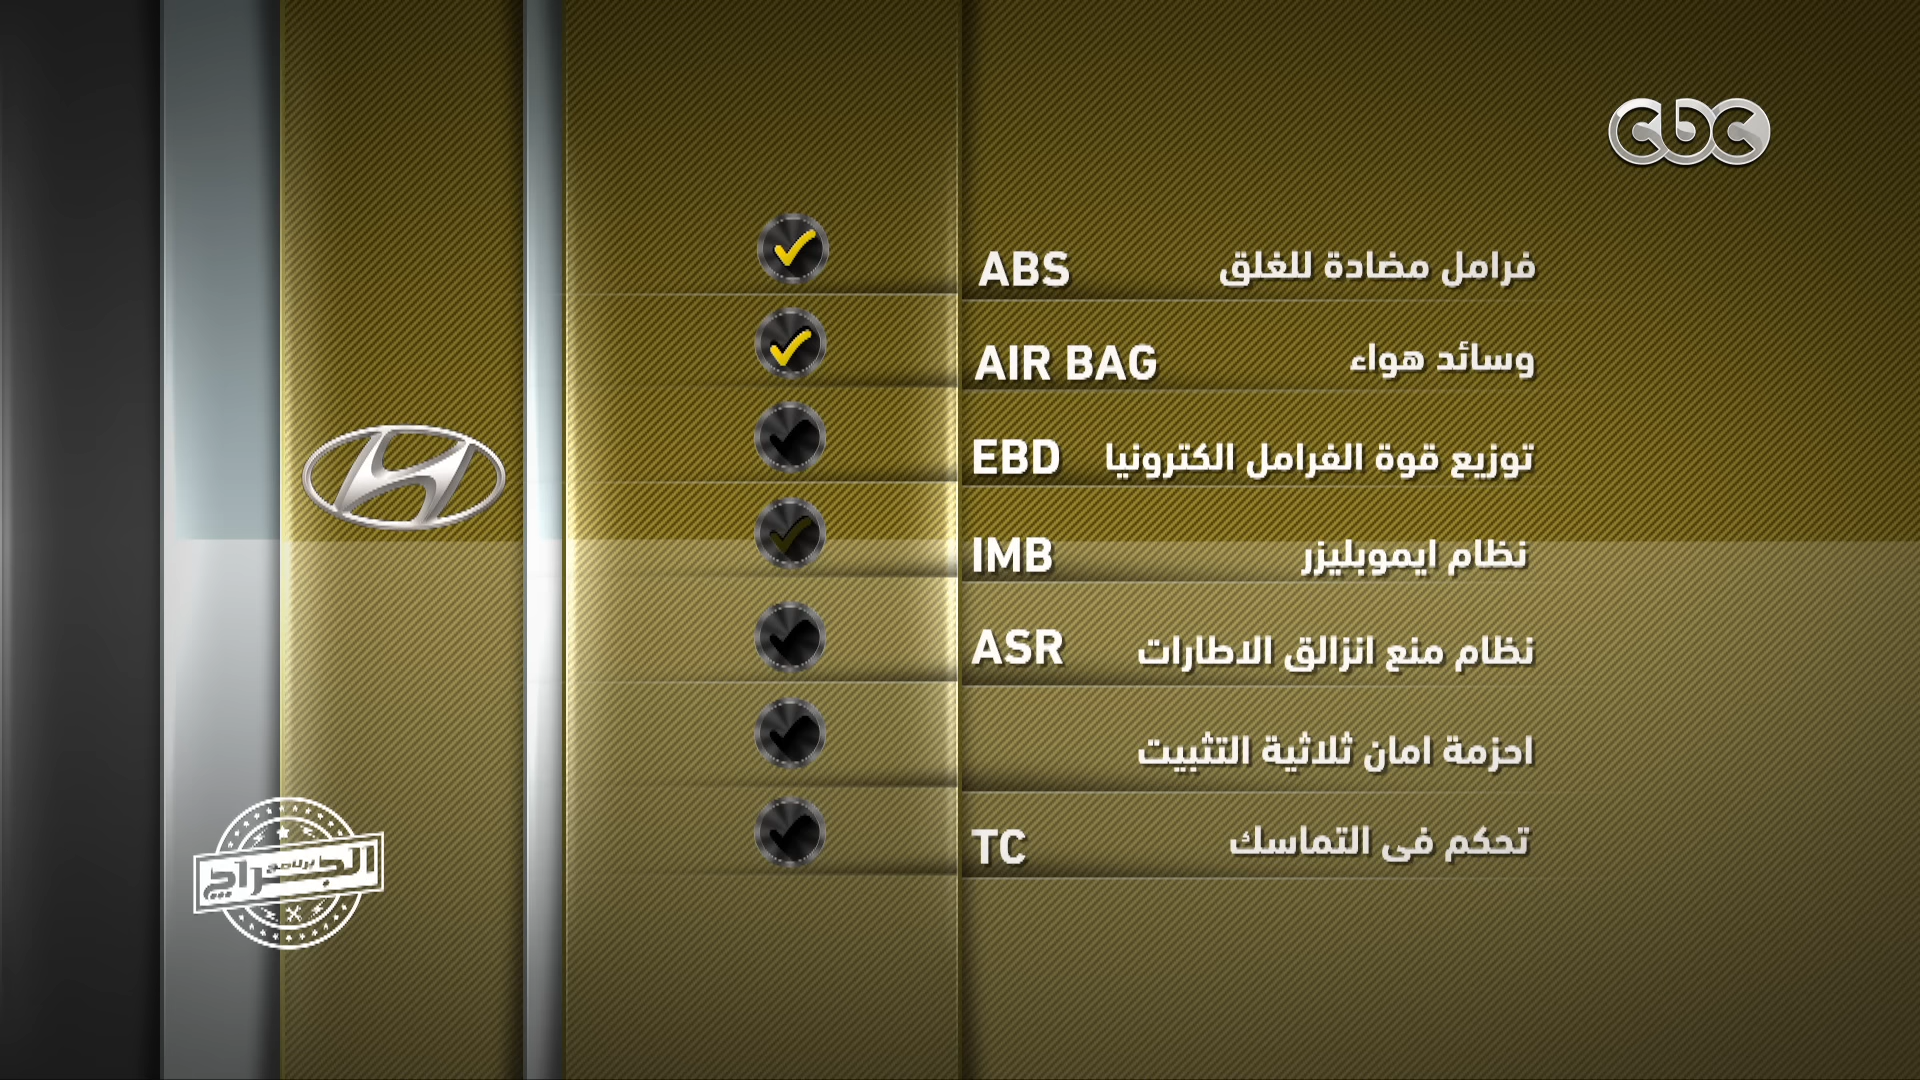 cbc
فرامل مضادة للغلق ABS
وسائد هواء AIR BAG
توزيع قوة الفرامل الكترونيا EBD
نظام ايموبليزر IMB
نظام منع انزالق الاطارات ASR
احزمة امان ثلاثية التثبيت
تحكم فى التماسك TC
برنامج
الجراج